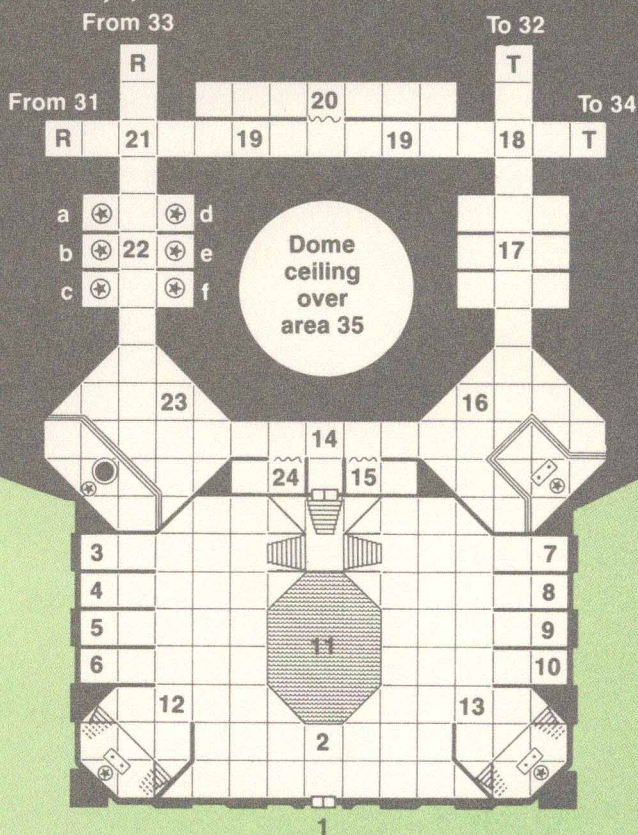 From 33
To 32
R
T
From 31
20
To 34
R 21 19 19 18 T
a d
b 22 e 17
c f
Dome
ceiling
over
area 35
23 16
14
24 15
3 7
4 8
5 11 9
6 10
12 13
2
1